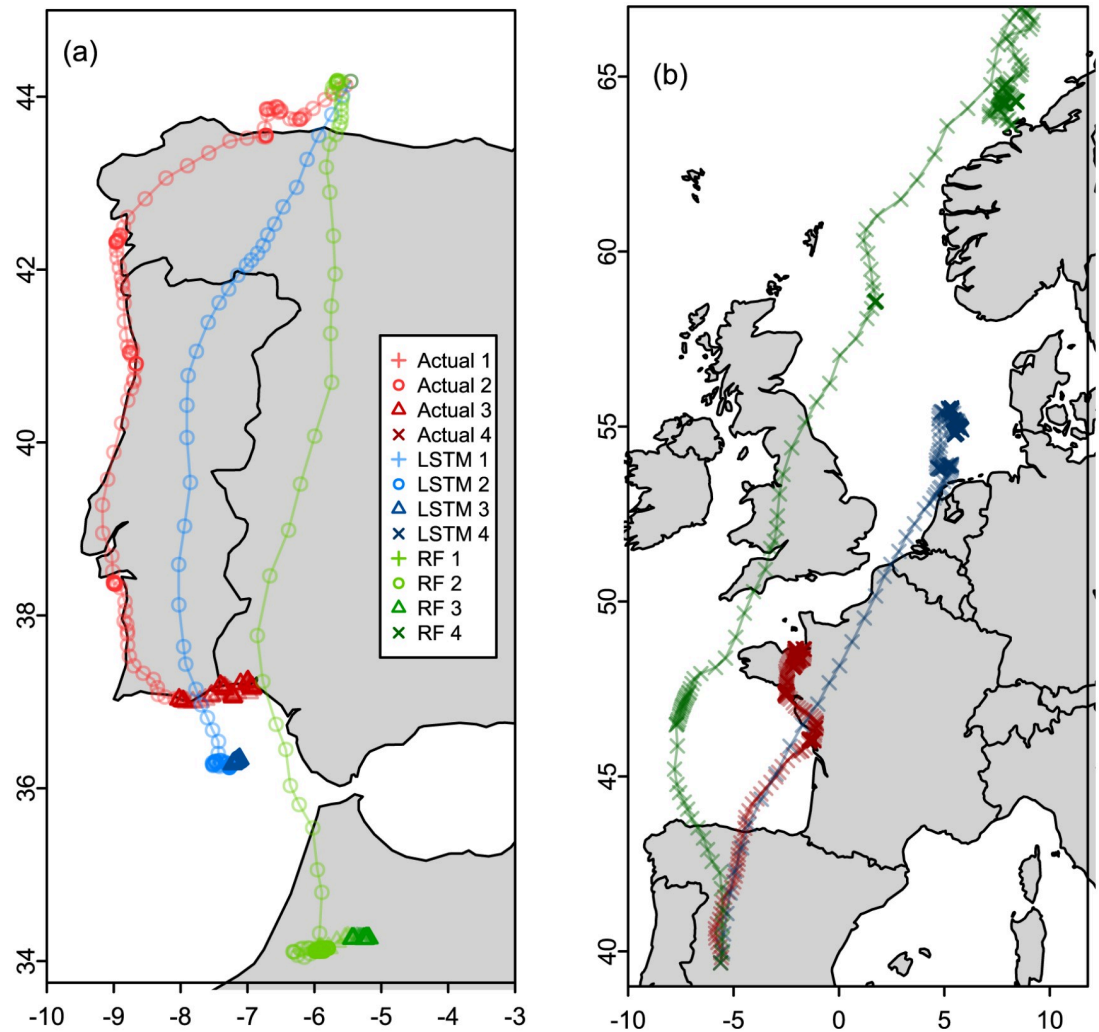 (a)
44
42
40
38
36
34
-10
-9
-8
-7
-6
-5
-4
-3
Actual 1
Actual 2
Actual 3
Actual 4
LSTM 1
LSTM 2
LSTM 3
LSTM 4
RF 1
RF 2
RF 3
RF 4
(b)
65
60
55
50
45
40
-10
-5
0
5
10